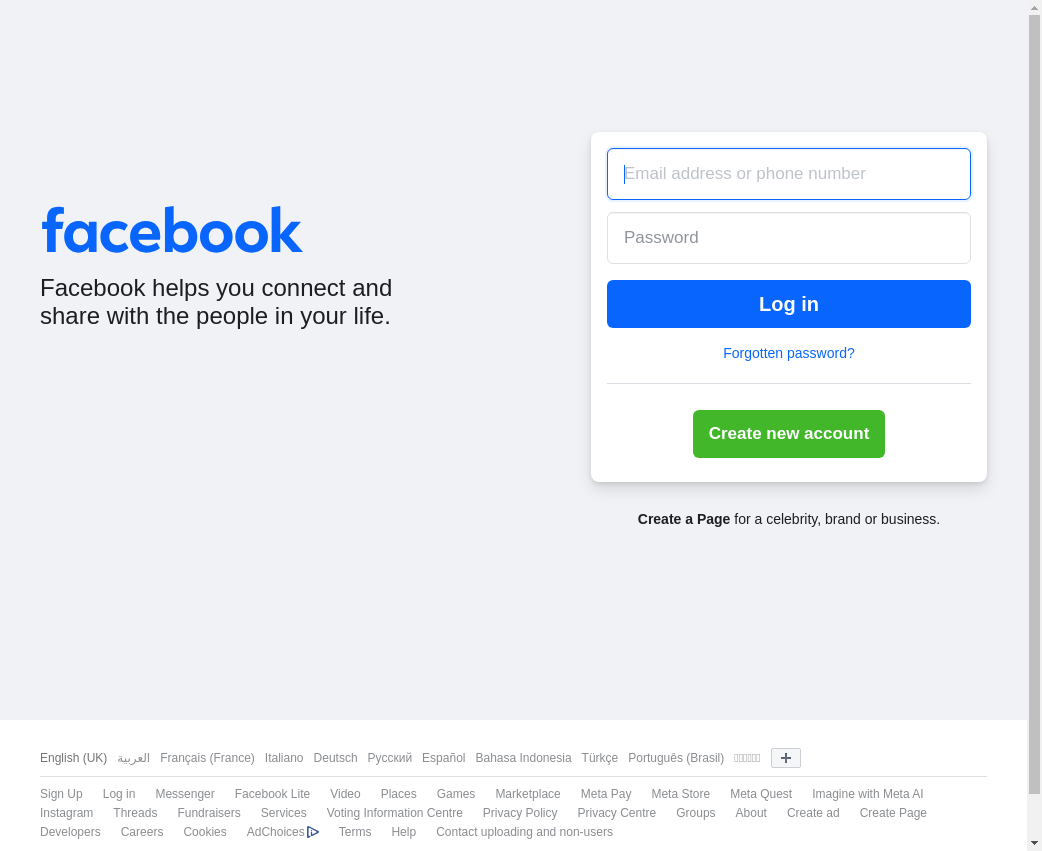 facebook
Facebook helps you connect and
share with the people in your life.
Email address or phone number
Password
Log in
Forgotten password?
Create new account
Create a Page for a celebrity, brand or business.
English (UK) العربية Français (France) Italiano Deutsch Русский Español Bahasa Indonesia Türkçe Português (Brasil)
Sign Up Log in Messenger Facebook Lite Video Places Games Marketplace Meta Pay Meta Store Meta Quest Imagine with Meta AI
Instagram Threads Fundraisers Services Voting Information Centre Privacy Policy Privacy Centre Groups About Create ad Create Page
Developers Careers Cookies AdChoices Terms Help Contact uploading and non-users